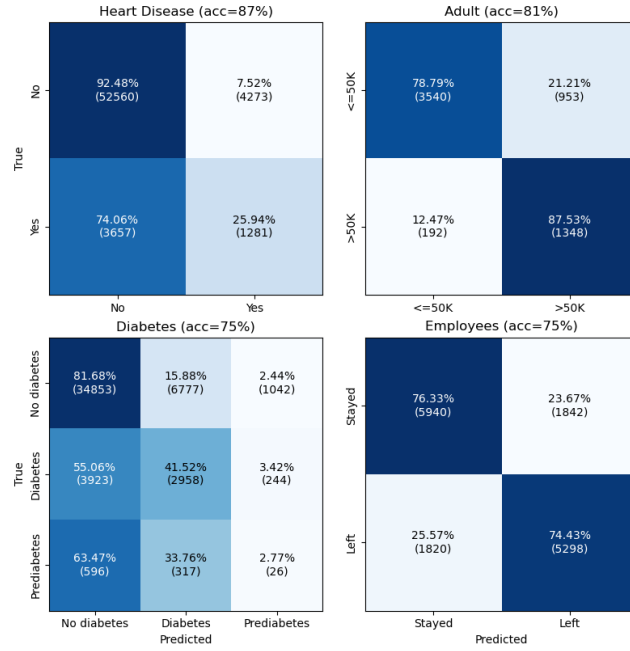 Heart Disease (acc=87%)
No
92.48%
(52560)
7.52%
(4273)
True
Yes
74.06%
(3657)
25.94%
(1281)
No
Yes
Adult (acc=81%)
<=50K
78.79%
(3540)
21.21%
(953)
>50K
12.47%
(192)
87.53%
(1348)
<=50K
>50K
Diabetes (acc=75%)
No diabetes
81.68%
(34853)
15.88%
(6777)
2.44%
(1042)
True
Diabetes
55.06%
(3923)
41.52%
(2958)
3.42%
(244)
Prediabetes
63.47%
(596)
33.76%
(317)
2.77%
(26)
No diabetes
Diabetes
Prediabetes
Predicted
Employees (acc=75%)
Stayed
76.33%
(5940)
23.67%
(1842)
Left
25.57%
(1820)
74.43%
(5298)
Stayed
Left
Predicted